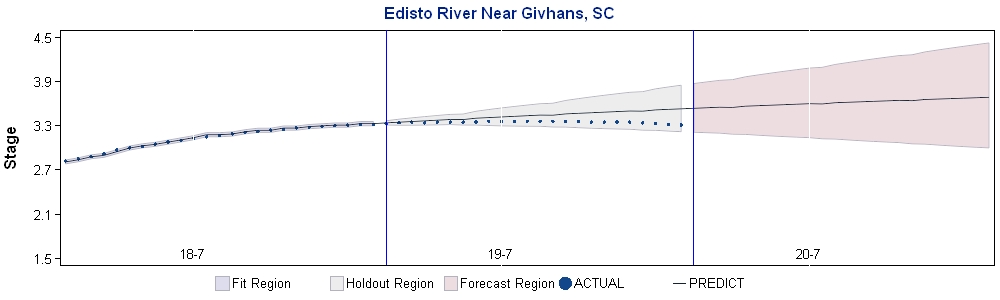 Edisto River Near Givhans, SC
Stage
4.5
3.9
3.3
2.7
2.1
1.5
18-7 19-7 20-7
Fit Region Holdout Region Forecast Region ACTUAL PREDICT